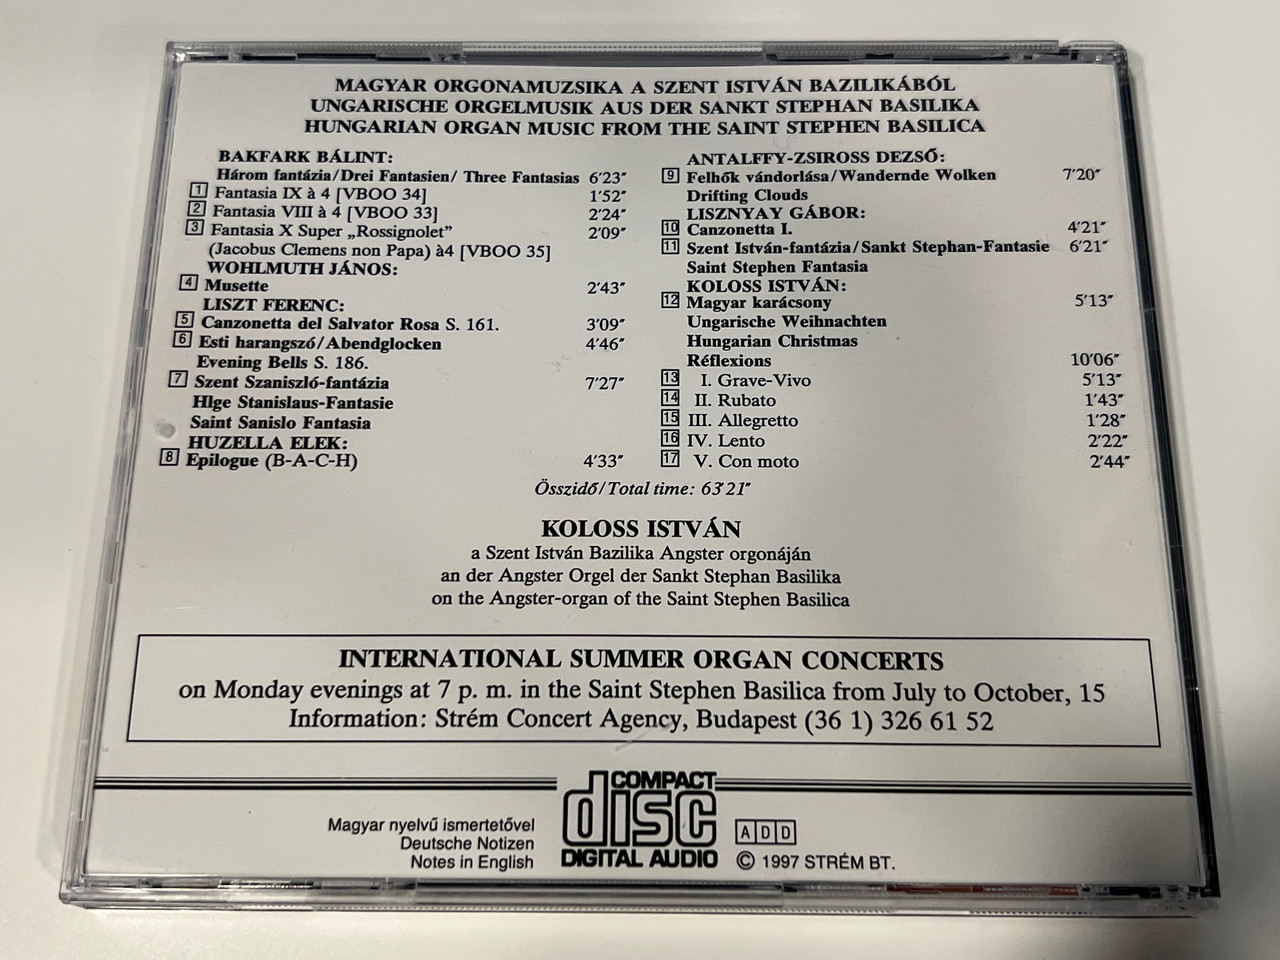 MAGYAR ORGONAMUZSIKA A SZENT ISTVÁN BAZILIKÁBÓL
UNGARISCHE ORGELMUSIK AUS DER SANKT STEPHAN BASILIKA
HUNGARIAN ORGAN MUSIC FROM THE SAINT STEPHEN BASILICA
BAKFARK BÁLINT:
Három fantázia/Drei Fantasien/ Three Fantasias 6’23”
1 Fantasia IX à 4 [VBOO 34] 1’52”
2 Fantasia VIII à 4 [VBOO 33] 2’24”
3 Fantasia X Super „Rossignolet” 2’09”
(Jacobus Clemens non Papa) à4 [VBOO 35]
WOHLMUTH JÁNOS:
4 Musette 2’43”
LISZT FERENC:
5 Canzonetta del Salvator Rosa S. 161. 3’09”
6 Esti harangszó/Abendglocken 4’46”
Evening Bells S. 186.
7 Szent Szaniszló-fantázia 7’27”
Hlge Stanislaus-Fantasie
Saint Sanislo Fantasia
HUZELLA ELEK:
8 Epilogue (B-A-C-H) 4’33”
ANTALFFY-ZSIROSS DEZSŐ:
9 Felhők vándorlása/Wandernde Wolken 7’20”
Drifting Clouds
LISZNYAY GÁBOR:
10 Canzonetta I. 4’21”
11 Szent István-fantázia/Sankt Stephan-Fantasie 6’21”
Saint Stephen Fantasia
KOLOSS ISTVÁN:
12 Magyar karácsony 5’13”
Ungarische Weihnachten
Hungarian Christmas
Réflexions 10’06”
13 I. Grave-Vivo 5’13”
14 II. Rubato 1’43”
15 III. Allegretto 1’28”
16 IV. Lento 2’22”
17 V. Con moto 2’44”
Összidő/Total time: 63’21”
KOLOSS ISTVÁN
a Szent István Bazilika Angster orgonáján
an der Angster Orgel der Sankt Stephan Basilika
on the Angster-organ of the Saint Stephen Basilica
INTERNATIONAL SUMMER ORGAN CONCERTS
on Monday evenings at 7 p. m. in the Saint Stephen Basilica from July to October, 15
Information: Strém Concert Agency, Budapest (36 1) 326 61 52
Magyar nyelvű ismertetővel
Deutsche Notizen
Notes in English
COMPACT
disc
DIGITAL AUDIO
A D D
© 1997 STRÉM BT.